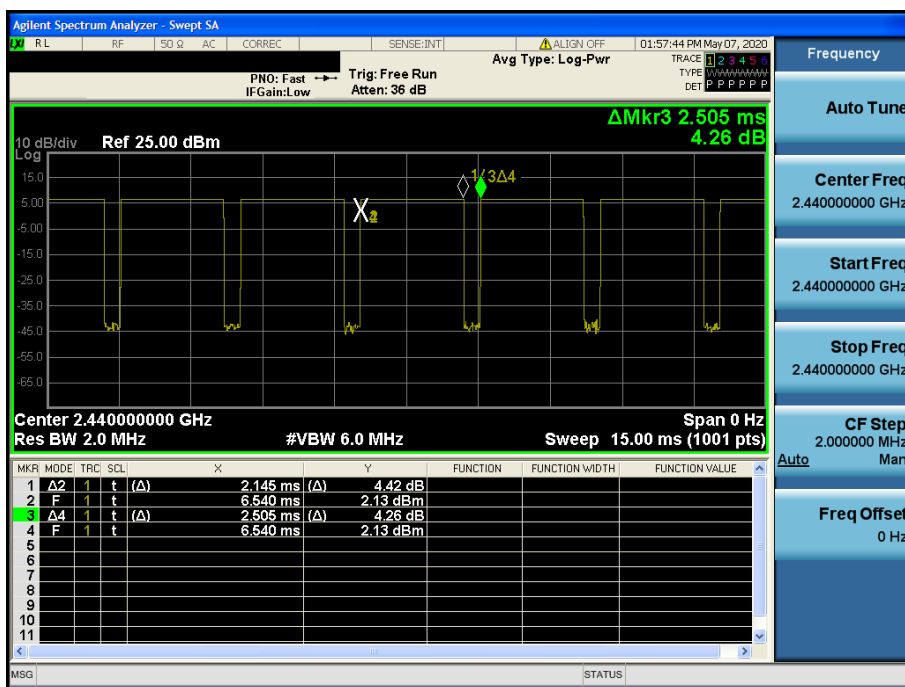 Agilent Spectrum Analyzer - Swept SA
LXI RL RF 50 Ω AC CORREC SENSE:INT ALIGN OFF 01:57:44 PM May 07, 2020
Frequency
Avg Type: Log-Pwr
TRACE 1 2 3 4 5 6
PNO: Fast Trig: Free Run
TYPE WWWWWW
IFGain:Low Atten: 36 dB
DET P P P P P P
Auto Tune
ΔMkr3 2.505 ms
10 dB/div Ref 25.00 dBm 4.26 dB
Log
15.0
5.00
-5.00
-15.0
-25.0
-35.0
-45.0
-55.0
-65.0
1/3Δ4
Center Freq
2.440000000 GHz
Start Freq
2.440000000 GHz
Stop Freq
2.440000000 GHz
Center 2.440000000 GHz Span 0 Hz
Res BW 2.0 MHz #VBW 6.0 MHz Sweep 15.00 ms (1001 pts)
CF Step
2.000000 MHz
Auto Man
Freq Offset
0 Hz
MKR MODE TRC SCL X Y FUNCTION FUNCTION WIDTH FUNCTION VALUE
1 Δ2 1 t (Δ) 2.145 ms (Δ) 4.42 dB
2 F 1 t 6.540 ms 2.13 dBm
3 Δ4 1 t (Δ) 2.505 ms (Δ) 4.26 dB
4 F 1 t 6.540 ms 2.13 dBm
5
6
7
8
9
10
11
MSG STATUS